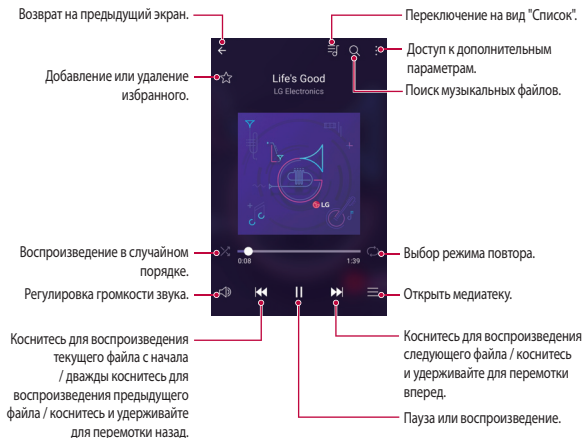 Возврат на предыдущий экран.
Переключение на вид "Список".
Доступ к дополнительным
параметрам.
Добавление или удаление
избранного.
Поиск музыкальных файлов.
Life's Good
LG Electronics
LG
Воспроизведение в случайном
порядке.
0:08
1:39
Выбор режима повтора.
Регулировка громкости звука.
Открыть медиатеку.
Коснитесь для воспроизведения
текущего файла с начала
/ дважды коснитесь для
воспроизведения предыдущего
файла / коснитесь и удерживайте
для перемотки назад.
Коснитесь для воспроизведения
следующего файла / коснитесь
и удерживайте для перемотки
вперед.
Пауза или воспроизведение.